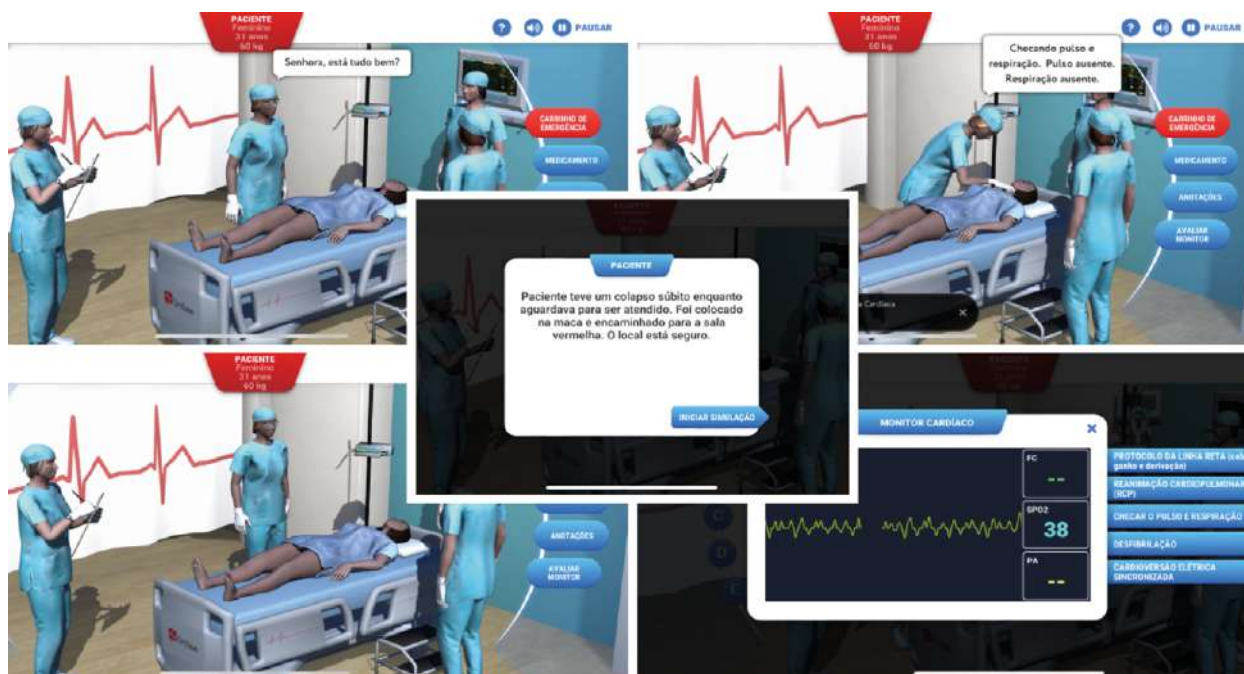 PACIENTE
Feminino
31 anos
60 kg
PAUSAR
Senhora, está tudo bem?
CARRINHO DE
EMERGÊNCIA
MEDICAMENTO
PACIENTE
Feminino
31 anos
60 kg
PAUSAR
Checando pulso e
respiração. Pulso ausente.
Respiração ausente.
CARRINHO DE
EMERGÊNCIA
MEDICAMENTO
ANOTAÇÕES
AVALIAR
MONITOR
Cardíaca
PACIENTE
Paciente teve um colapso súbito enquanto
aguardava para ser atendido. Foi colocado
na maca e encaminhado para a sala
vermelha. O local está seguro.
INICIAR SIMULAÇÃO
PACIENTE
Feminino
31 anos
60 kg
ANOTAÇÕES
AVALIAR
MONITOR
MONITOR CARDÍACO
FC
--
SPO2
38
PA
--
C
D
E
PROTOCOLO DA LINHA RETA
ganho e derivação)
REANIMAÇÃO CARDIOPULMONAR
(RCP)
CHECAR O PULSO E RESPIRAÇÃO
DESFIBRILAÇÃO
CARDIOVERSÃO ELÉTRICA
SINCRONIZADA